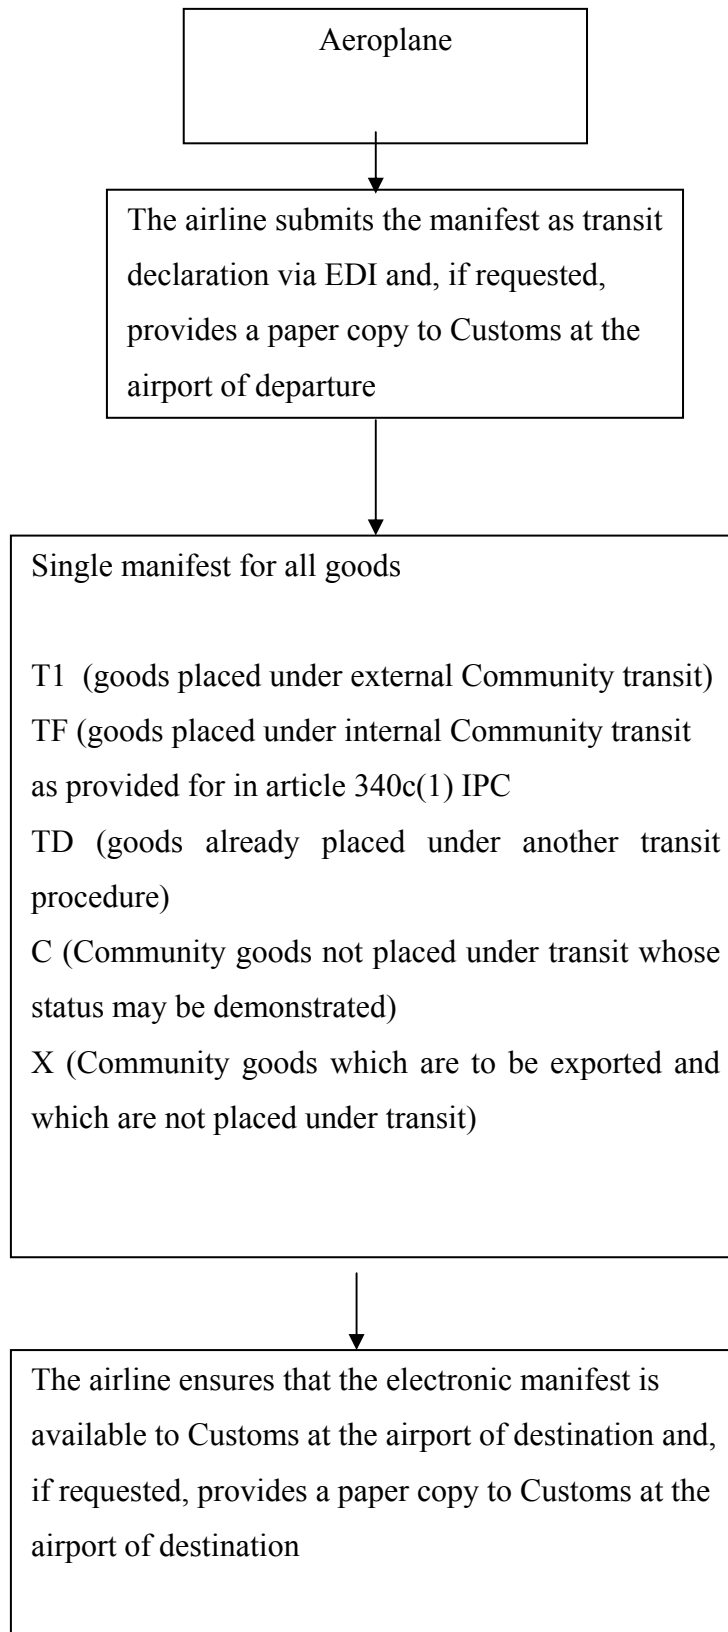 Aeroplane
The airline submits the manifest as transit
declaration via EDI and, if requested,
provides a paper copy to Customs at the
airport of departure
Single manifest for all goods
T1 (goods placed under external Community transit)
TF (goods placed under internal Community transit
as provided for in article 340c(1) IPC
TD (goods already placed under another transit
procedure)
C (Community goods not placed under transit whose
status may be demonstrated)
X (Community goods which are to be exported and
which are not placed under transit)
The airline ensures that the electronic manifest is
available to Customs at the airport of destination and,
if requested, provides a paper copy to Customs at the
airport of destination